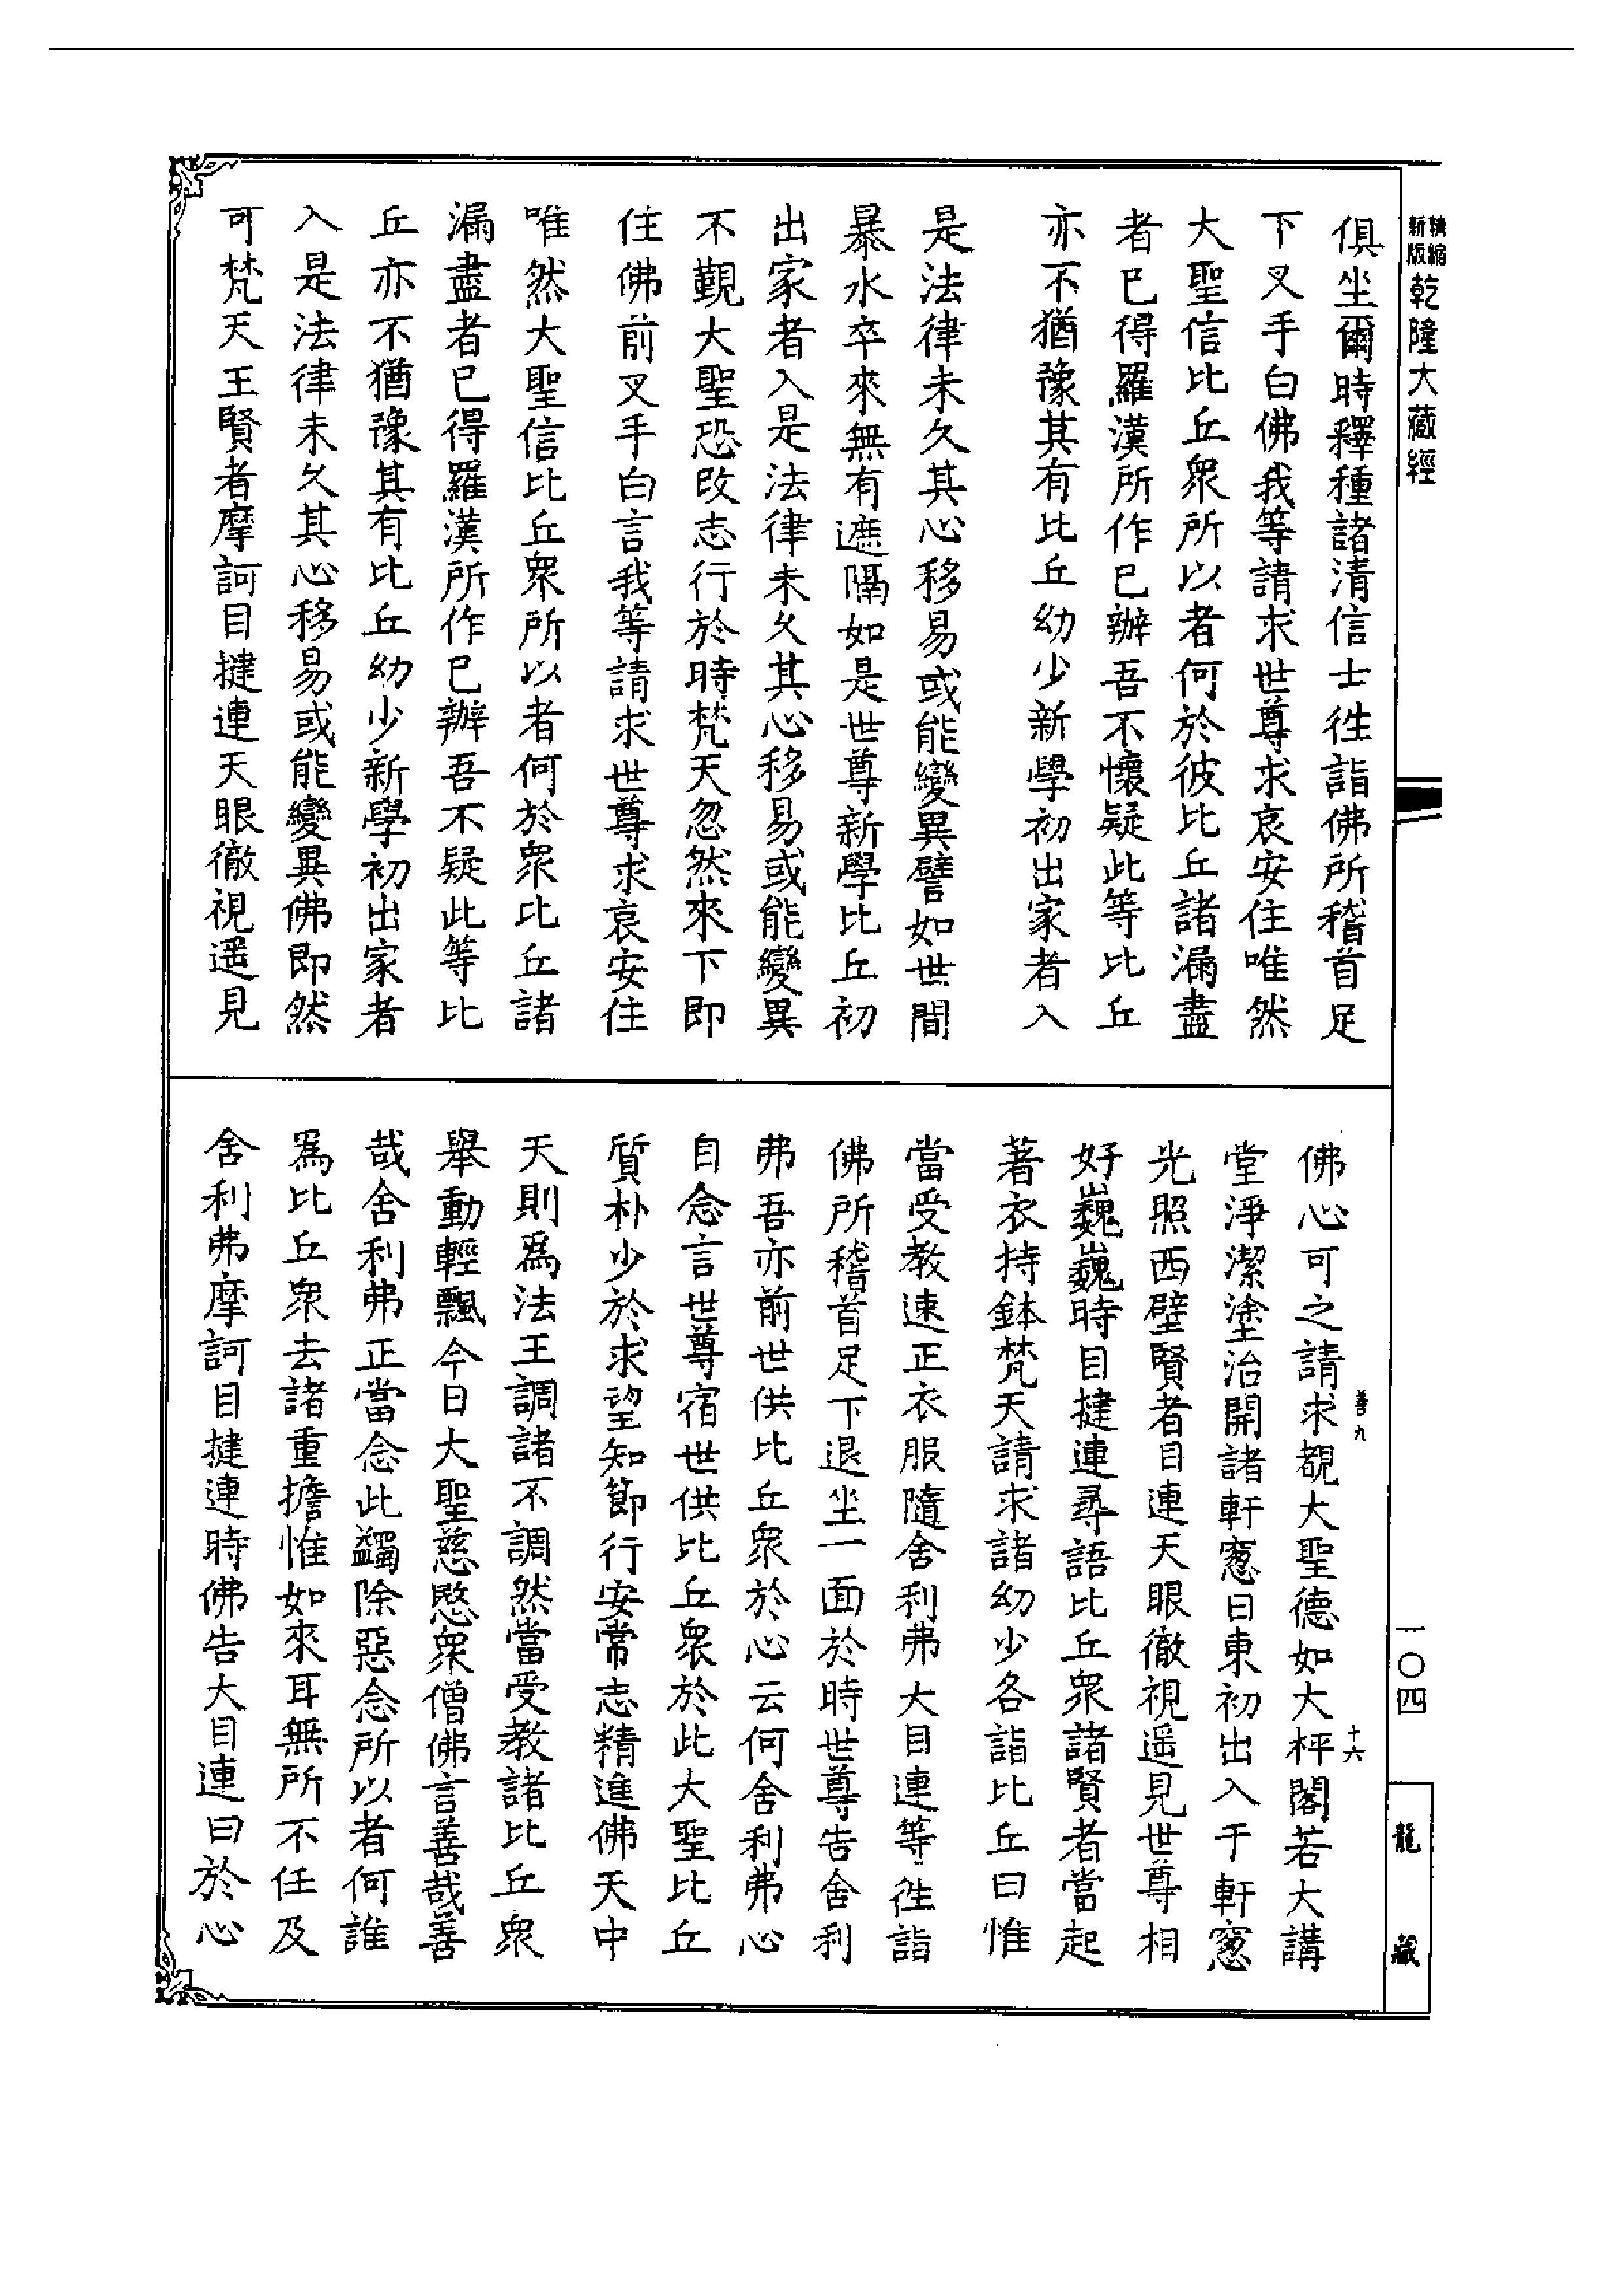 精縮
新版
乾隆大藏經
俱坐爾時釋種諸清信士往詣佛所稽首足
下叉手白佛我等請求世尊求哀安住唯然
大聖信比丘衆所以者何於彼比丘諸漏盡
者已得羅漢所作已辦吾不懷疑此等比丘
亦不猶豫其有比丘幼少新學初出家者入
是法律未久其心移易或能變異譬如世間
暴水卒來無有遮隔如是世尊新學比丘初
出家者入是法律未久其心移易或能變異
不覲大聖恐改志行於時梵天忽然來下即
住佛前叉手白言我等請求世尊求哀安住
唯然大聖信比丘衆所以者何於衆比丘諸
漏盡者已得羅漢所作已辦吾不疑此等比
丘亦不猶豫其有比丘幼少新學初出家者
入是法律未久其心移易或能變異佛即然
可梵天王賢者摩訶目揵連天眼徹視遥見
佛心可之請求覩大聖德如大枰閣若大講
堂淨潔塗治開諸軒窻日東初出入于軒窻
光照西壁賢者目連天眼徹視遥見世尊相
好巍巍時目揵連尋語比丘衆諸賢者當起
著衣持鉢梵天請求諸幼少各詣比丘曰惟
當受教速正衣服隨舍利弗大目連等往詣
佛所稽首足下退坐一面於時世尊告舍利
弗吾亦前世供比丘衆於心云何舍利弗心
自念言世尊宿世供比丘衆於此大聖比丘
質朴少於求望知節行安常志精進佛天中
天則爲法王調諸不調然當受教諸比丘衆
舉動輕飄今日大聖慈愍衆僧佛言善哉善
哉舍利弗正當念此蠲除惡念所以者何誰
爲比丘衆去諸重擔惟如來耳無所不任及
舍利弗摩訶目揵連時佛告大目連曰於心
善九
十六
一〇四
龍藏